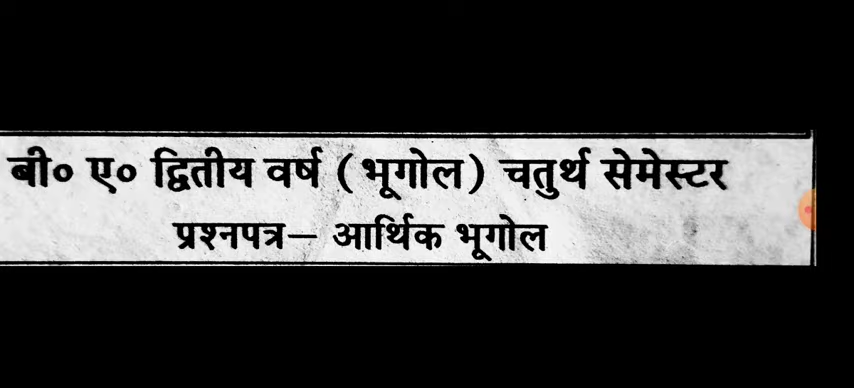 बी० ए० द्वितीय वर्ष ( भूगोल ) चतुर्थ सेमेस्टर
प्रश्नपत्र— आर्थिक भूगोल